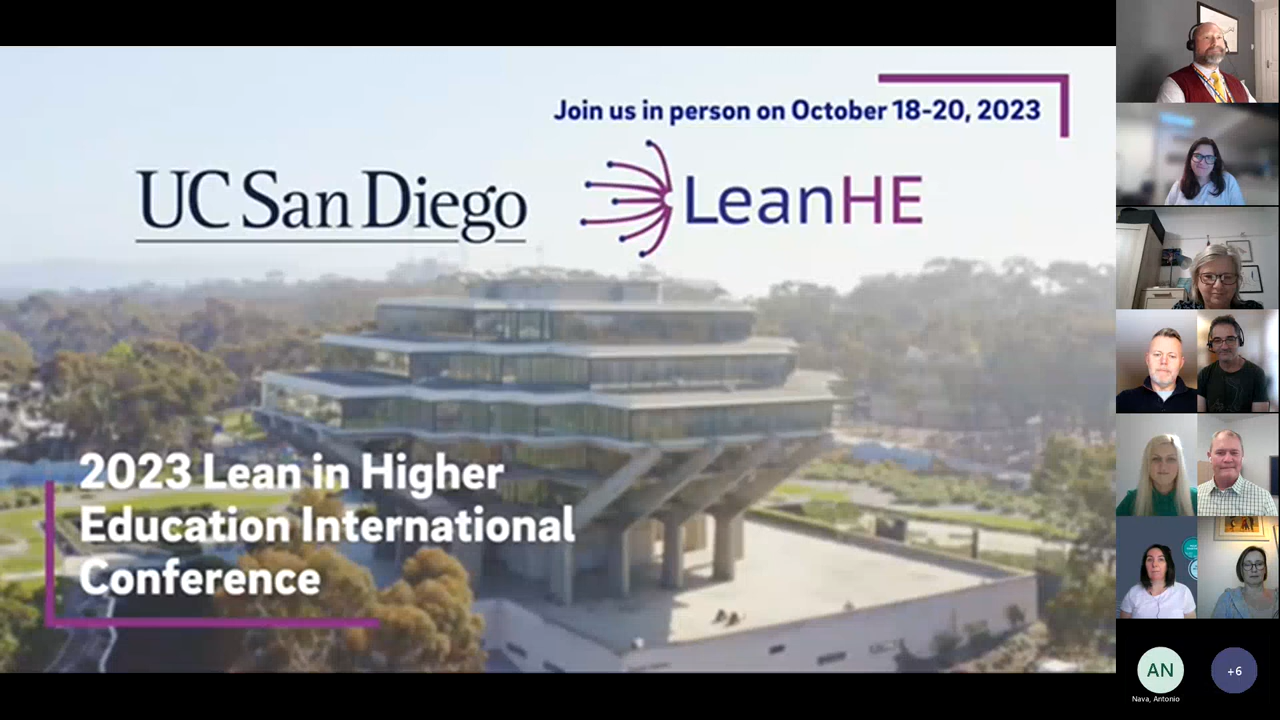 Join us in person on October 18-20, 2023
UC San Diego
LeanHE
2023 Lean in Higher
Education International
Conference
AN
+6
Nava, Antonio